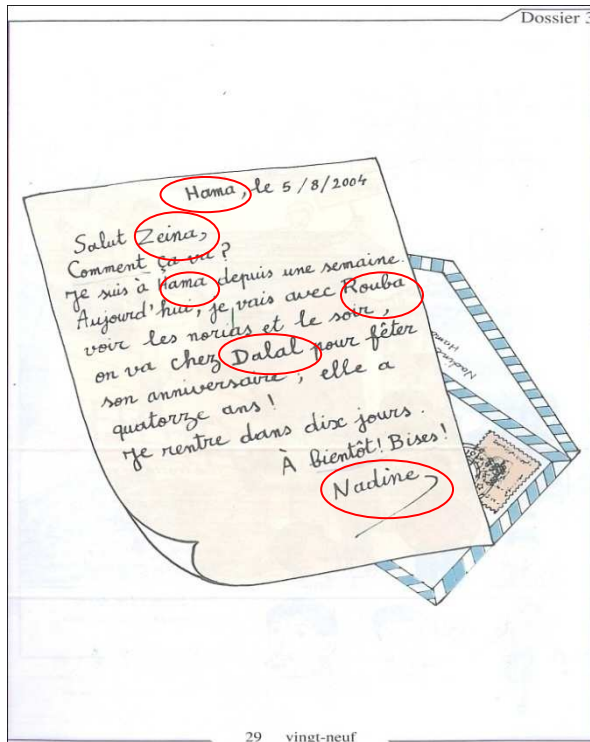 Dossier 3
Hama, le 5/8/2004
Salut Zeina,
Comment ça va ?
Je suis à Hama depuis une semaine.
Aujourd'hui, je vais avec Rouba
voir les norias et le soir,
on va chez Dalal pour fêter
son anniversaire, elle a
quatorze ans !
Je rentre dans dix jours.
À bientôt ! Bises !
Nadine
Nadine
Hama
29 vingt-neuf